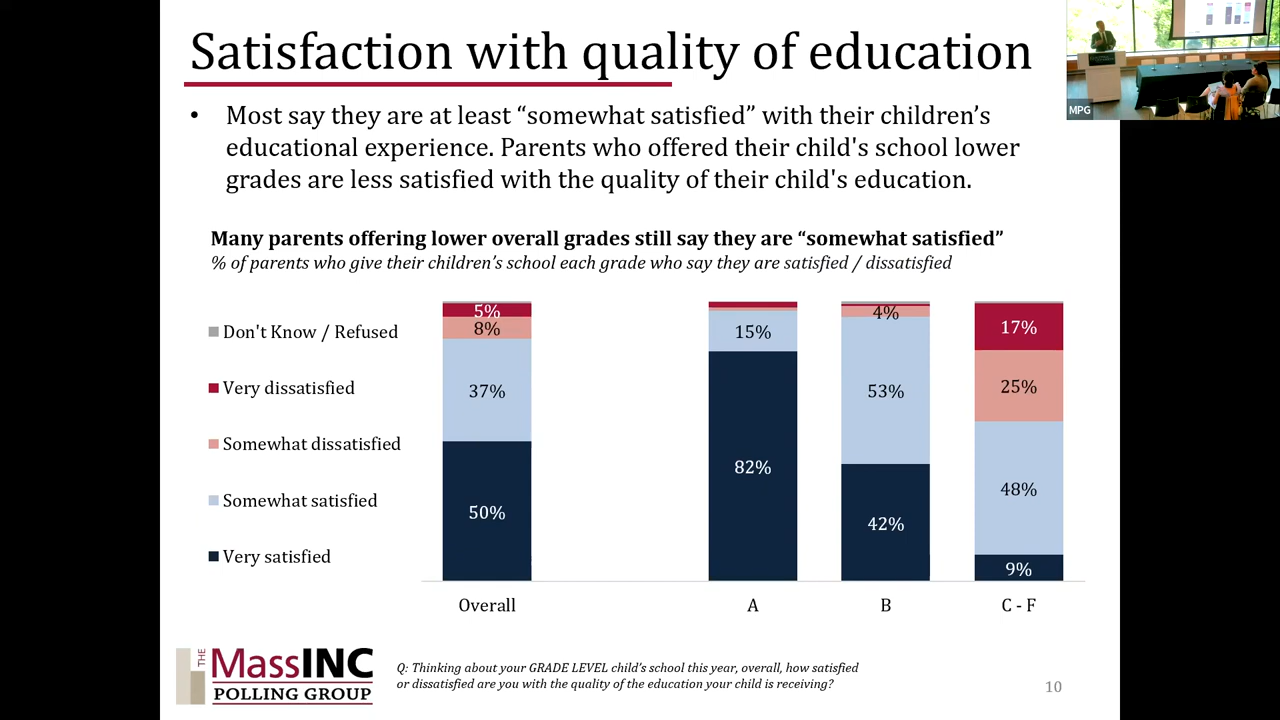 Satisfaction with quality of education
MPG
• Most say they are at least “somewhat satisfied” with their children’s
educational experience. Parents who offered their child's school lower
grades are less satisfied with the quality of their child's education.
Many parents offering lower overall grades still say they are “somewhat satisfied”
% of parents who give their children’s school each grade who say they are satisfied / dissatisfied
Don't Know / Refused
Very dissatisfied
Somewhat dissatisfied
Somewhat satisfied
Very satisfied
5%
8%
37%
50%
Overall
15%
82%
A
4%
53%
42%
B
17%
25%
48%
9%
C - F
THE
MassINC
POLLING GROUP
Q: Thinking about your GRADE LEVEL child’s school this year, overall, how satisfied
or dissatisfied are you with the quality of the education your child is receiving?
10